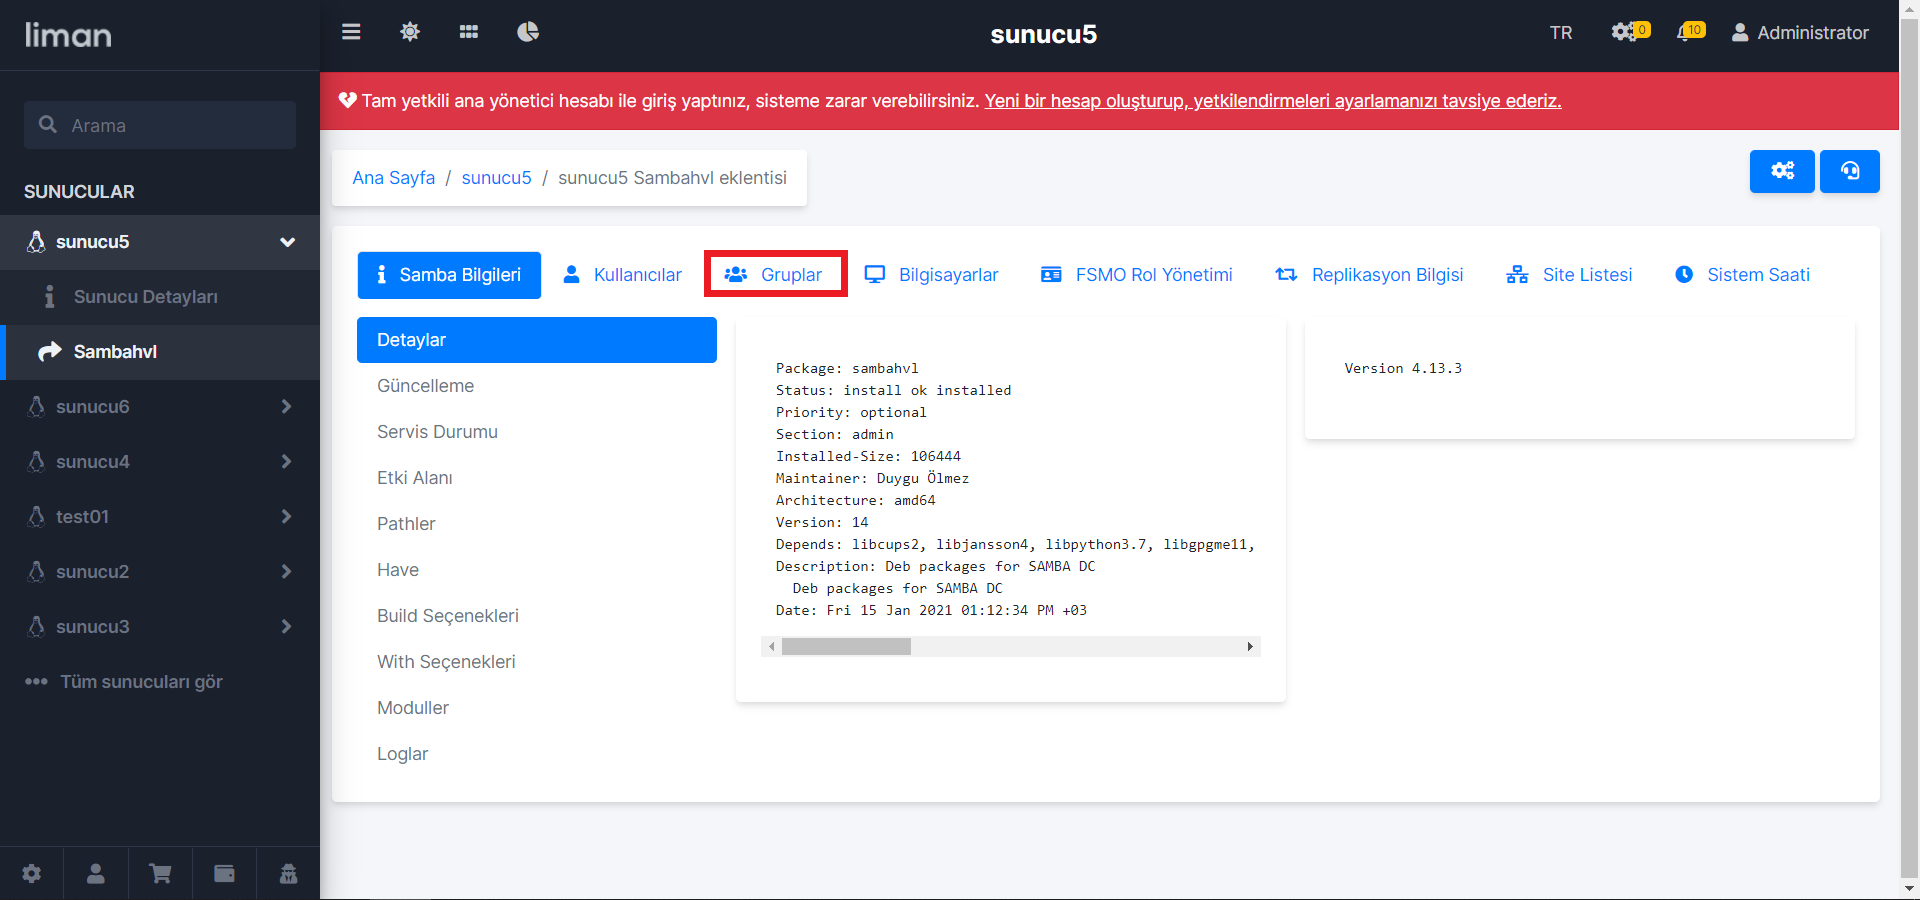 liman
sunucu5
TR
0
10
Administrator
Tam yetkili ana yönetici hesabı ile giriş yaptınız, sisteme zarar verebilirsiniz. Yeni bir hesap oluşturup, yetkilendirmeleri ayarlamanızı tavsiye ederiz.
Arama
SUNUCULAR
sunucu5
Sunucu Detayları
Sambahvl
sunucu6
sunucu4
test01
sunucu2
sunucu3
Tüm sunucuları gör
Ana Sayfa / sunucu5 / sunucu5 Sambahvl eklentisi
Samba Bilgileri
Kullanıcılar
Gruplar
Bilgisayarlar
FSMO Rol Yönetimi
Replikasyon Bilgisi
Site Listesi
Sistem Saati
Detaylar
Güncelleme
Servis Durumu
Etki Alanı
Pathler
Have
Build Seçenekleri
With Seçenekleri
Moduller
Loglar
Package: sambahvl
Status: install ok installed
Priority: optional
Section: admin
Installed-Size: 106444
Maintainer: Duygu Ölmez
Architecture: amd64
Version: 14
Depends: libcups2, libjansson4, libpython3.7, libgpgme11,
Description: Deb packages for SAMBA DC
Deb packages for SAMBA DC
Date: Fri 15 Jan 2021 01:12:34 PM +03
Version 4.13.3